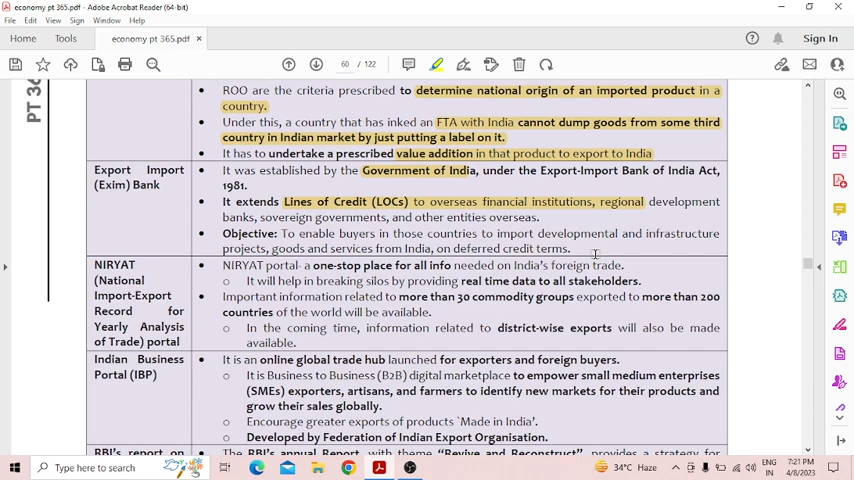 economy pt 365.pdf - Adobe Acrobat Reader (64-bit)
File Edit View Sign Window Help
Home Tools economy pt 365.pdf × Sign In
60 / 122
PT 36
ROO are the criteria prescribed to determine national origin of an imported product in a
country.
Under this, a country that has inked an FTA with India cannot dump goods from some third
country in Indian market by just putting a label on it.
It has to undertake a prescribed value addition in that product to export to India
Export Import
(Exim) Bank
• It was established by the Government of India, under the Export-Import Bank of India Act,
1981.
• It extends Lines of Credit (LOCs) to overseas financial institutions, regional development
banks, sovereign governments, and other entities overseas.
• Objective: To enable buyers in those countries to import developmental and infrastructure
projects, goods and services from India, on deferred credit terms.
NIRYAT
(National
Import-Export
Record for
Yearly Analysis
of Trade) portal
• NIRYAT portal- a one-stop place for all info needed on India's foreign trade.
o It will help in breaking silos by providing real time data to all stakeholders.
• Important information related to more than 30 commodity groups exported to more than 200
countries of the world will be available.
o In the coming time, information related to district-wise exports will also be made
available.
Indian Business
Portal (IBP)
• It is an online global trade hub launched for exporters and foreign buyers.
o It is Business to Business (B2B) digital marketplace to empower small medium enterprises
(SMEs) exporters, artisans, and farmers to identify new markets for their products and
grow their sales globally.
o Encourage greater exports of products `Made in India'.
o Developed by Federation of Indian Export Organisation.
RBI's report on
• The RBI's annual Report, with theme "Revive and Reconstruct", provides a strategy for
Type here to search
34°C Haze
ENG
IN
7:21 PM
4/8/2023